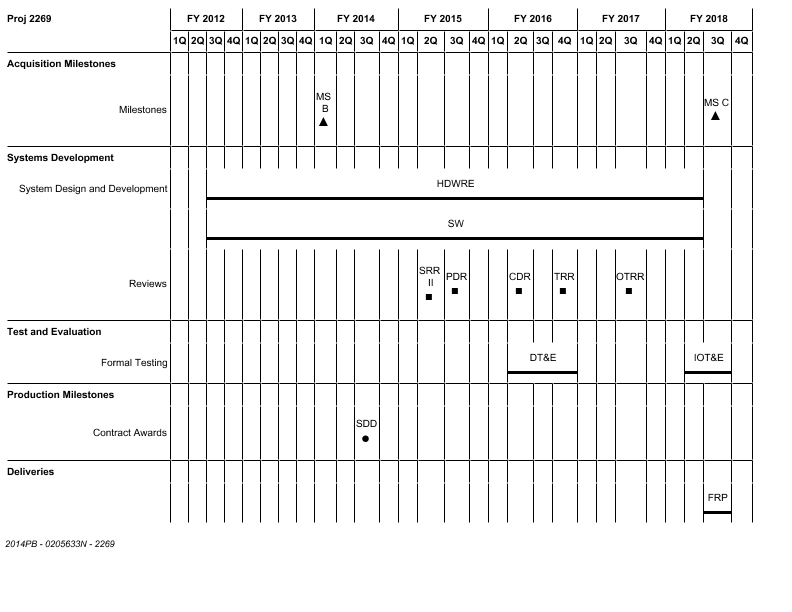 Proj 2269 FY 2012 FY 2013 FY 2014 FY 2015 FY 2016 FY 2017 FY 2018
1Q 2Q 3Q 4Q 1Q 2Q 3Q 4Q 1Q 2Q 3Q 4Q 1Q 2Q 3Q 4Q 1Q 2Q 3Q 4Q 1Q 2Q 3Q 4Q 1Q 2Q 3Q 4Q
Acquisition Milestones
MS
B
MS C
Milestones
Systems Development
HDWRE
System Design and Development
SW
SRR
II
PDR CDR TRR OTRR
Reviews
Test and Evaluation
DT&E IOT&E
Formal Testing
Production Milestones
SDD
Contract Awards
Deliveries
FRP
2014PB - 0205633N - 2269